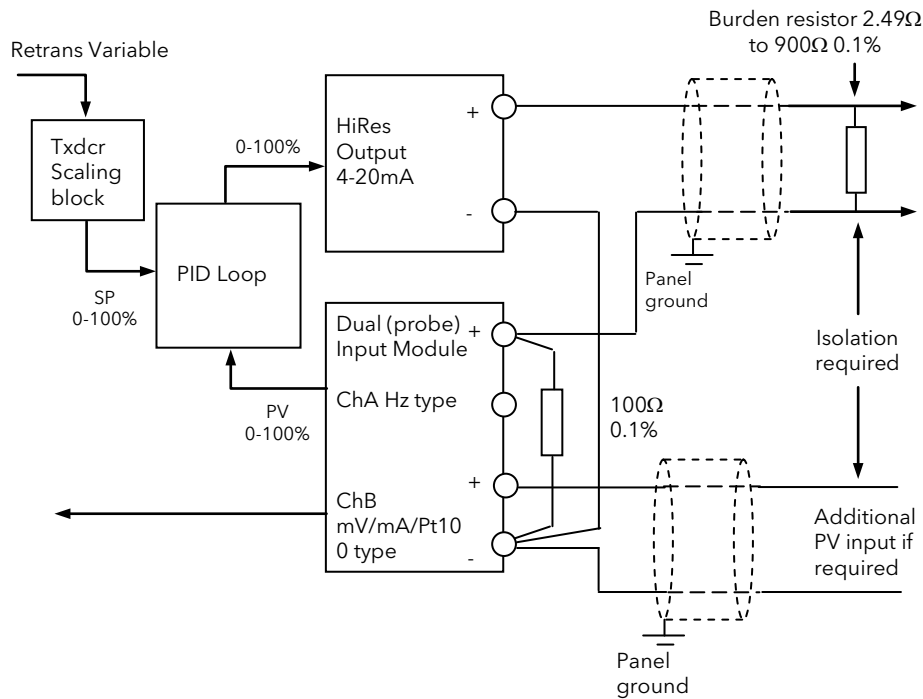 Burden resistor 2.49Ω
to 900Ω 0.1%
Retrans Variable
Txdcr
Scaling
block
0-100%
HiRes
Output
4-20mA
+
-
PID Loop
SP
0-100%
Panel
ground
Dual (probe)
Input Module
+
ChA Hz type
PV
0-100%
100Ω
0.1%
Isolation
required
ChB
mV/mA/Pt10
0 type
+
-
Additional
PV input if
required
Panel
ground